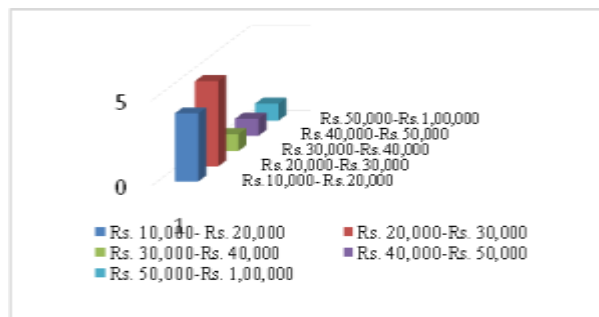 5
0
Rs.50,000-Rs.1,00,000
Rs.40,000-Rs.50,000
Rs.30,000-Rs.40,000
Rs.20,000-Rs.30,000
Rs.10,000-Rs.20,000
1
Rs. 10,000- Rs. 20,000 Rs. 20,000-Rs. 30,000
Rs. 30,000-Rs. 40,000 Rs. 40,000-Rs. 50,000
Rs. 50,000-Rs. 1,00,000